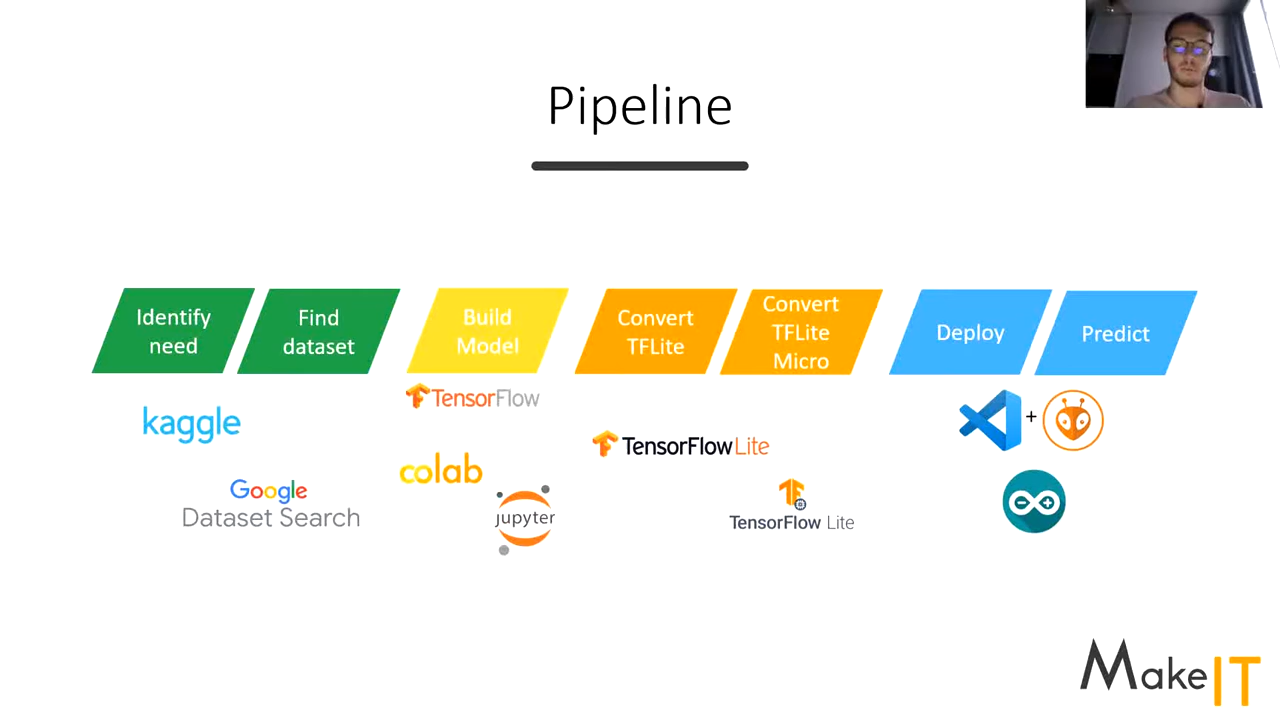 Pipeline
Identify
need
Find
dataset
Build
Model
Convert
TFLite
Convert
TFLite
Micro
Deploy
Predict
kaggle
Google
Dataset Search
TensorFlow
colab
jupyter
TensorFlow Lite
TensorFlow Lite
+
MakeIT